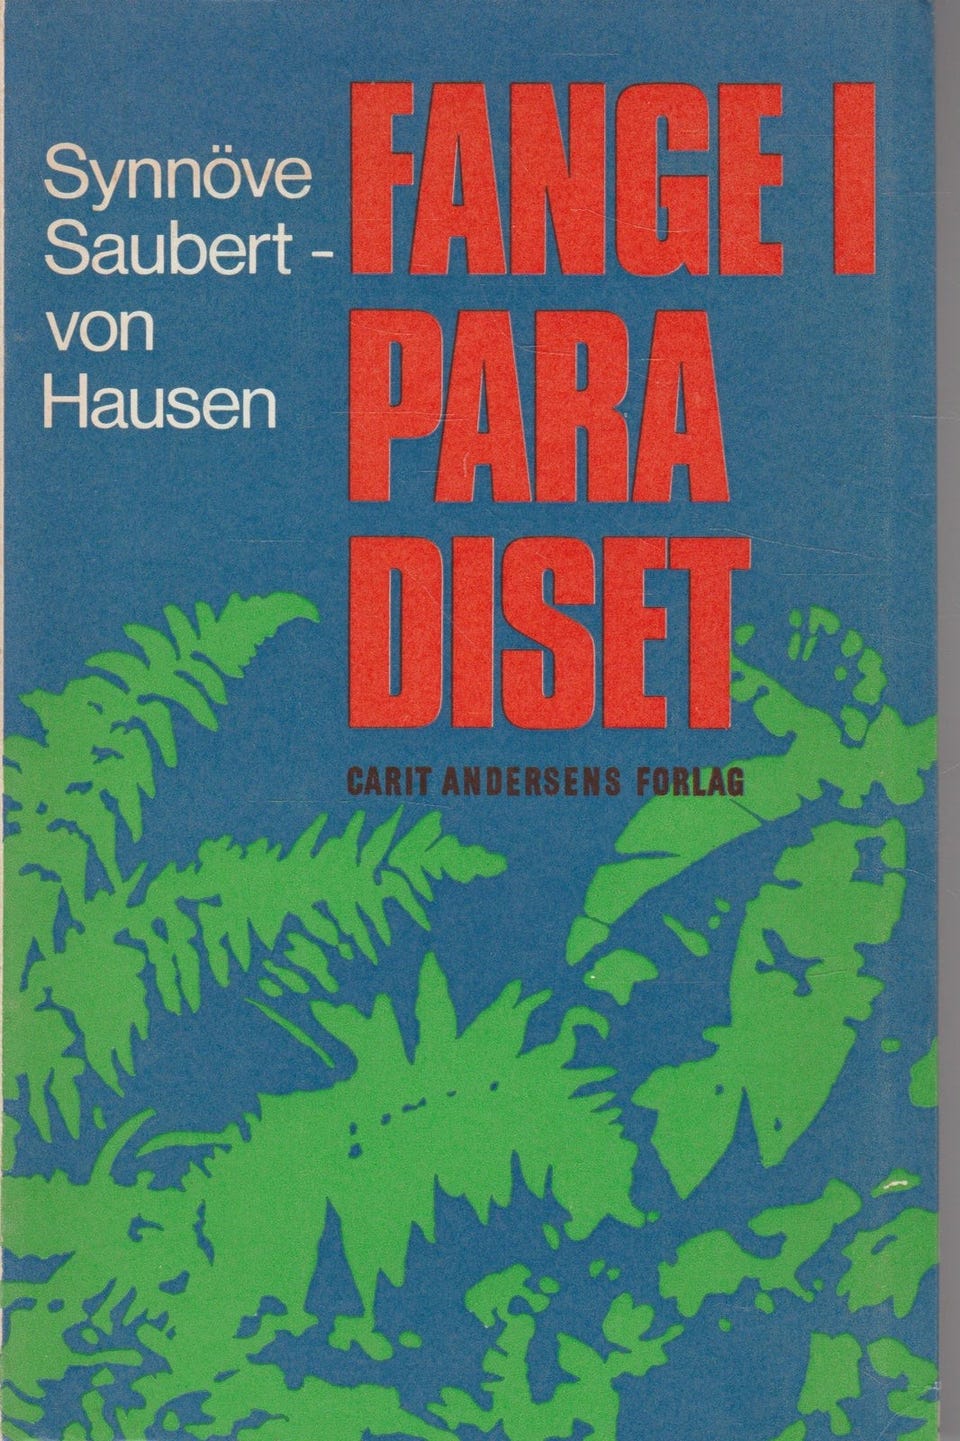 Synnöve
Saubert -
von
Hausen
FANGE I
PARA
DISET
CARIT ANDERSENS FORLAG